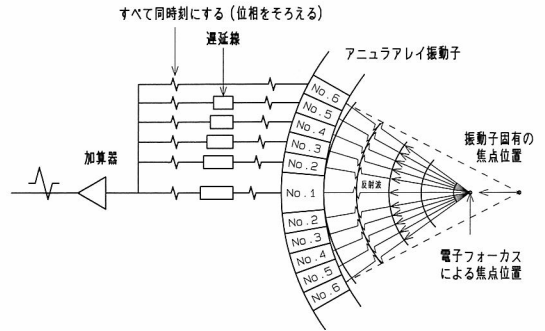 すべて同時刻にする（位相をそろえる）
遅延線
アニュラアレイ振動子
加算器
No.6
No.5
No.4
No.3
No.2
No.1
No.2
No.3
No.4
No.5
No.6
反射波
振動子固有の
焦点位置
電子フォーカス
による焦点位置